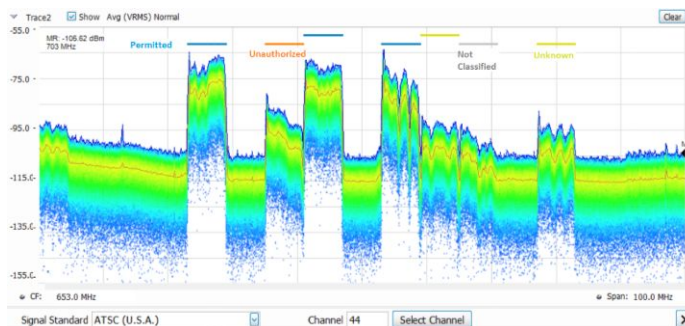 Trace2 Show Avg (VRMS) Normal Clear
-55.0
MR: -105.62 dBm
703 MHz
Permitted Unauthorized Not Classified Unknown
-75.0
-95.0
M
-115.0
-135.0
-155.0
CF: 653.0 MHz Span: 100.0 MHz
Signal Standard ATSC (U.S.A.) Channel 44 Select Channel X